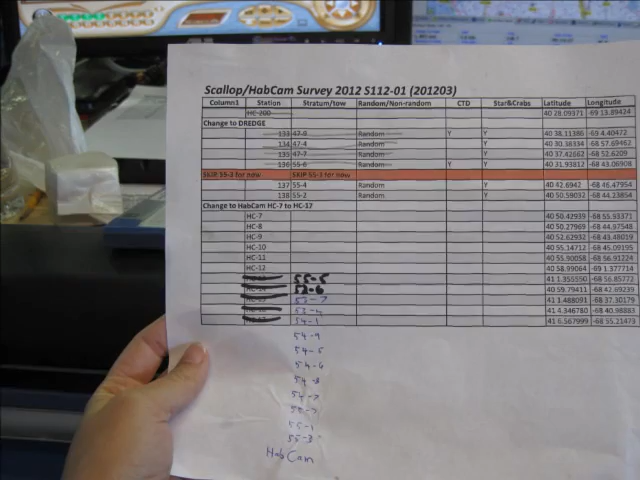 Scallop/HabCam Survey 2012 S112-01 (201203)
Column1 Station Stratum/tow Random/Non-random CTD Star&Crabs Latitude Longitude
HC-200 40 28.09371 -69 13.89424
Change to DREDGE
133 47-9 Random Y Y 40 38.11386 -69 4.40472
134 47-4 Random Y 40 30.38334 -68 57.69462
135 47-7 Random Y 40 37.42662 -68 52.6209
136 55-6 Random Y Y 40 31.93812 -68 43.06908
SKIP 55-3 for now SKIP 55-3 for now
137 55-4 Random Y 40 42.6942 -68 46.47954
138 55-2 Random Y 40 50.59032 -68 44.23854
Change to HabCam HC-7 to HC-17
HC-7 40 50.42939 -68 55.93371
HC-8 40 50.27969 -68 44.97548
HC-9 40 52.62932 -68 43.48019
HC-10 40 55.14712 -68 45.09195
HC-11 40 55.90058 -68 56.91224
HC-12 40 58.99064 -69 1.377714
55-5 41 1.355550 -68 56.85772
52-6 40 59.79411 -68 42.69239
41 1.488091 -68 37.30179
53-4 41 4.346780 -68 40.98883
54-1 41 6.567999 -68 55.21473
54-9
54-5
54-6
54-8
54-2
55-1
55-3
HabCam